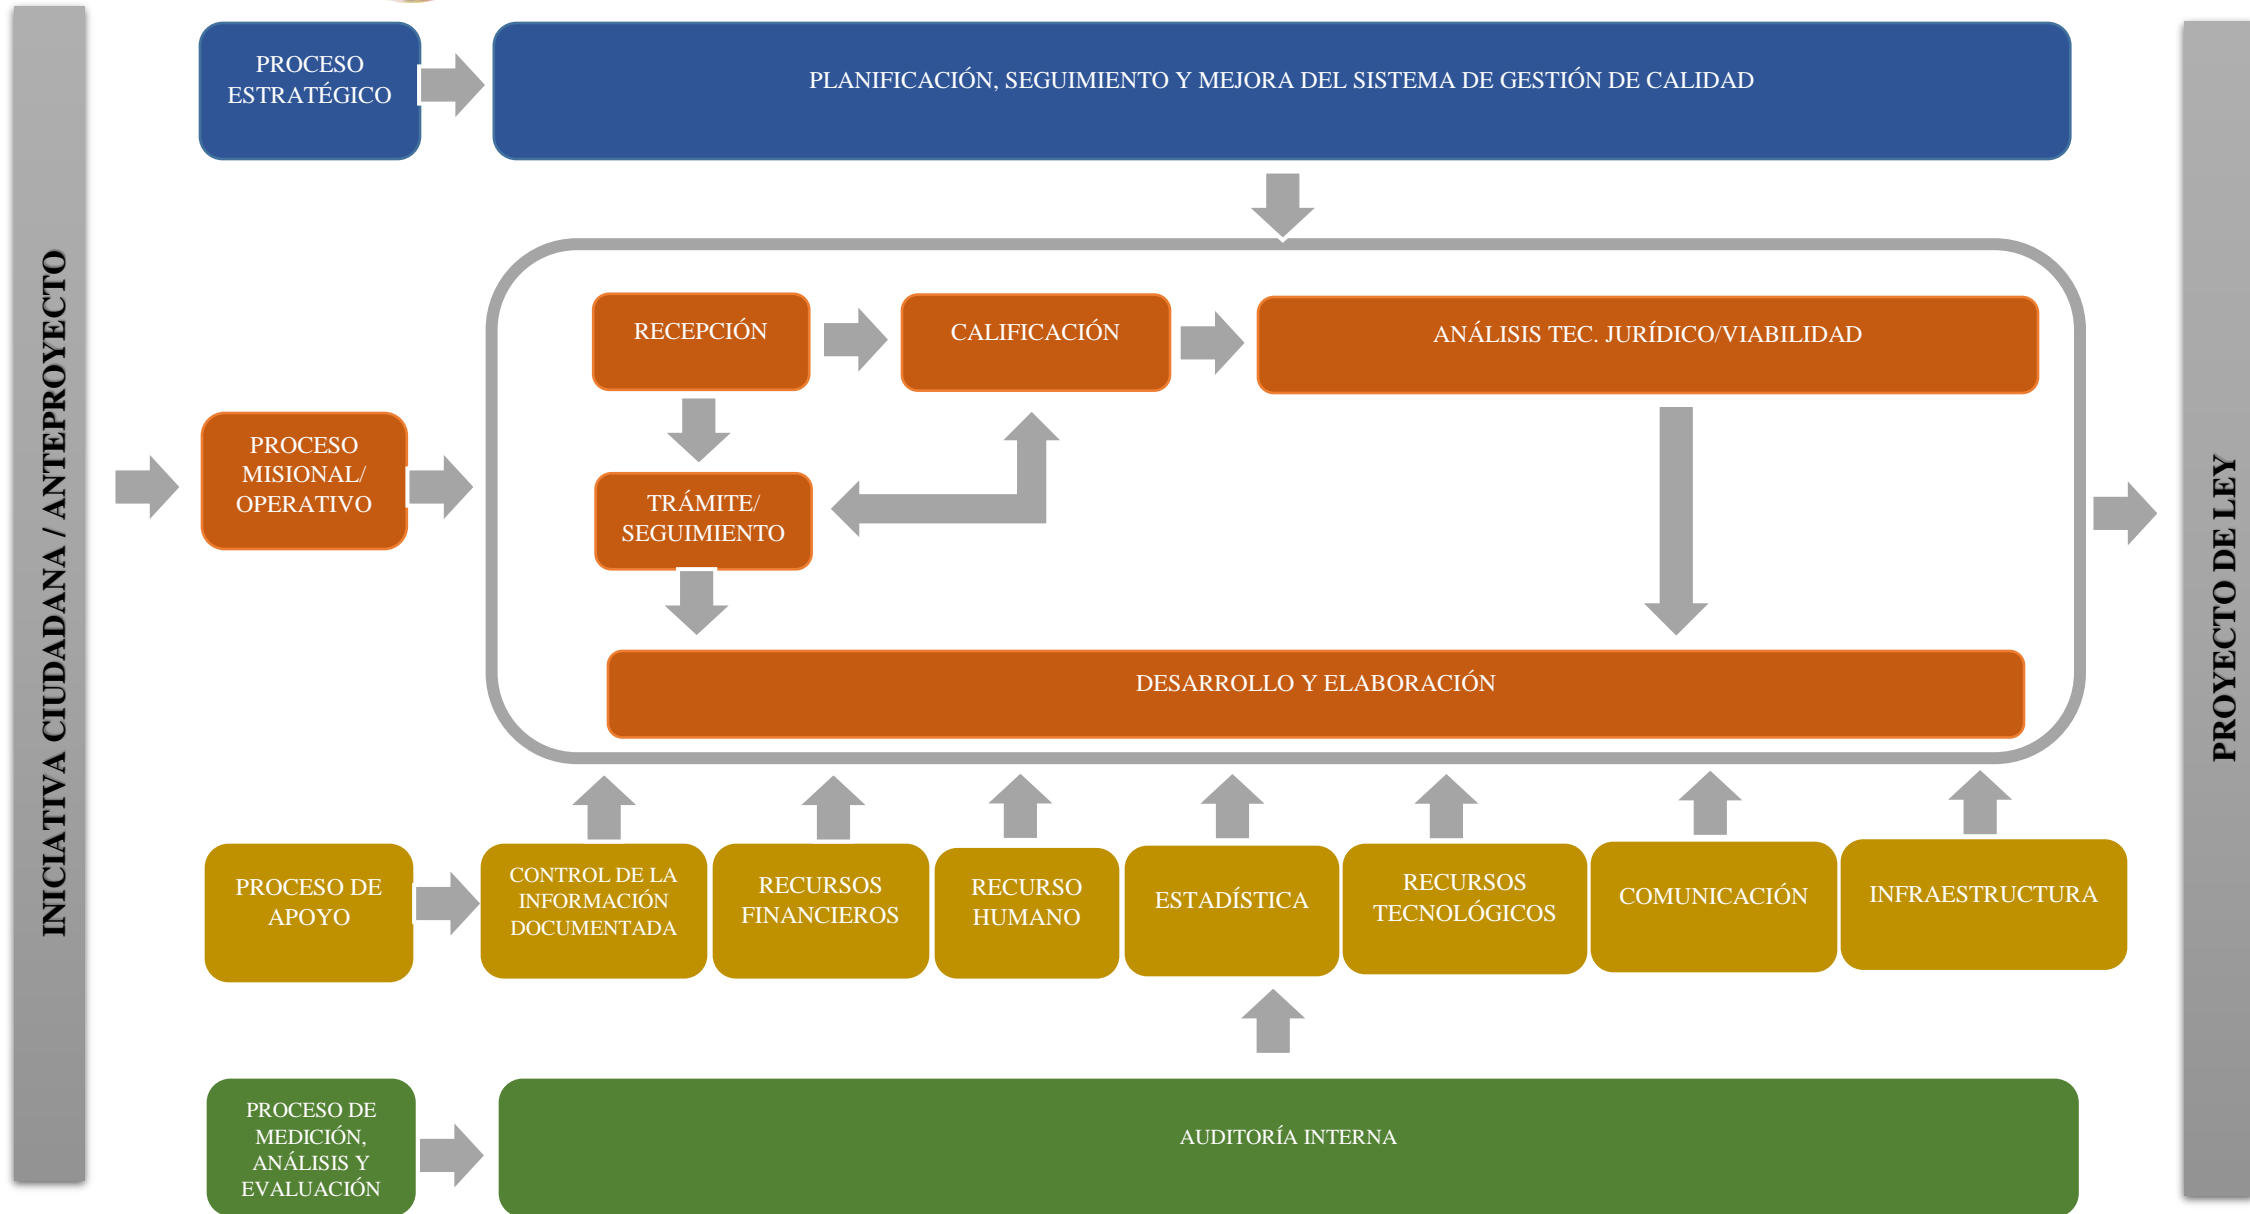 INICIATIVA CIUDADANA / ANTEPROYECTO
PROCESO
ESTRATÉGICO
PLANIFICACIÓN, SEGUIMIENTO Y MEJORA DEL SISTEMA DE GESTIÓN DE CALIDAD
PROCESO
MISIONAL/
OPERATIVO
RECEPCIÓN
CALIFICACIÓN
ANÁLISIS TEC. JURÍDICO/VIABILIDAD
TRÁMITE/
SEGUIMIENTO
DESARROLLO Y ELABORACIÓN
PROCESO DE
APOYO
CONTROL DE LA
INFORMACIÓN
DOCUMENTADA
RECURSOS
FINANCIEROS
RECURSO
HUMANO
ESTADÍSTICA
RECURSOS
TECNOLÓGICOS
COMUNICACIÓN
INFRAESTRUCTURA
PROCESO DE
MEDICIÓN,
ANÁLISIS Y
EVALUACIÓN
AUDITORÍA INTERNA
PROYECTO DE LEY